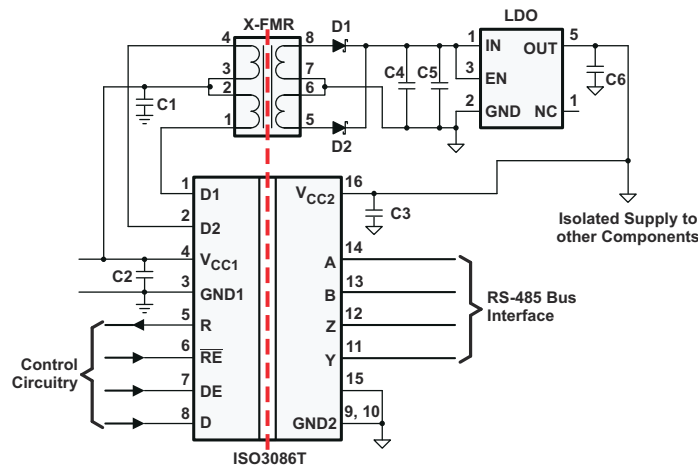 X-FMR
LDO
4
8
D1
1
IN
OUT
5
3
7
C4
C5
3
EN
C6
2
6
C1
2
GND
NC
1
1
5
D2
1
D1
VCC2
16
2
D2
C3
Isolated Supply to
other Components
4
VCC1
A
14
C2
3
GND1
B
13
RS-485 Bus
Interface
5
R
Z
12
Control
Circuitry
6
RE
Y
11
7
DE
15
8
D
GND2
9, 10
ISO3086T